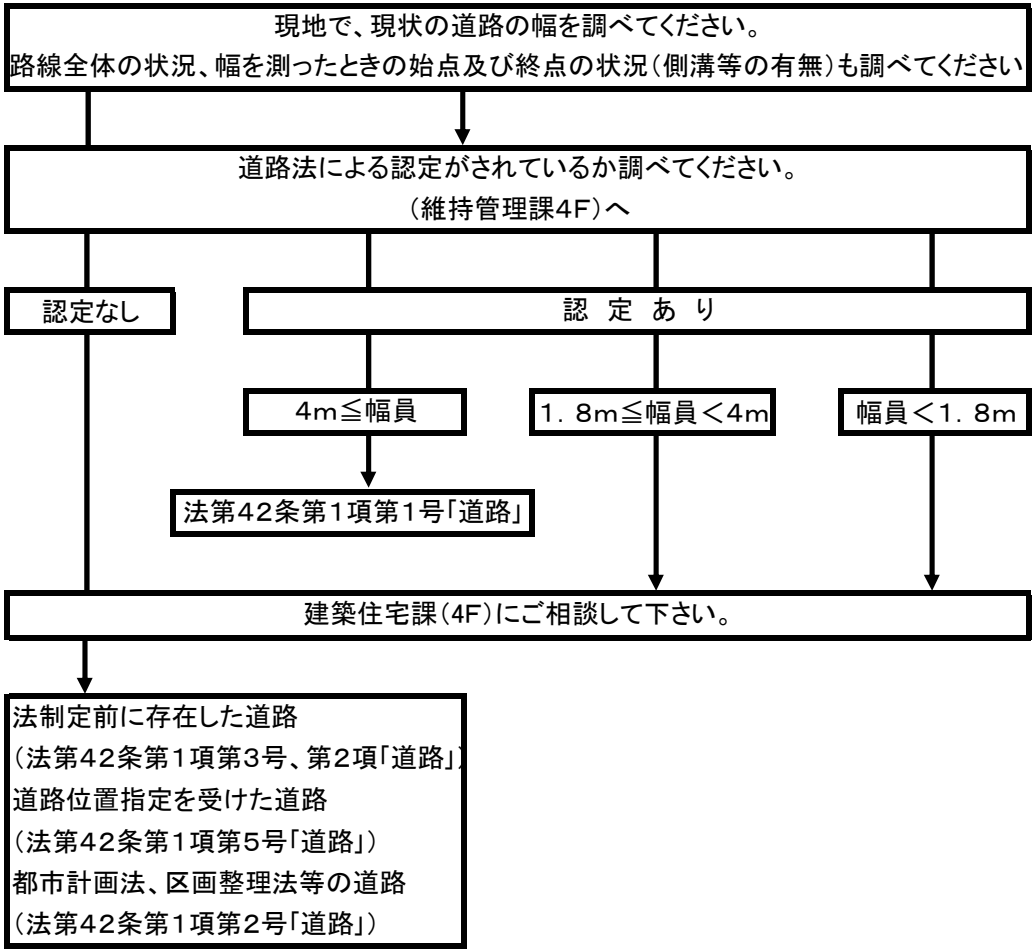 現地で、現状の道路の幅を調べてください。
路線全体の状況、幅を測ったときの始点及び終点の状況(側溝等の有無)も調べてください
道路法による認定がされているか調べてください。
(維持管理課4F)へ
認定なし
認 定 あ り
4m≦幅員
1.8m≦幅員<4m
幅員<1.8m
法第42条第1項第1号「道路」
建築住宅課(4F)にご相談して下さい。
法制定前に存在した道路
(法第42条第1項第3号、第2項「道路」)
道路位置指定を受けた道路
(法第42条第1項第5号「道路」)
都市計画法、区画整理法等の道路
(法第42条第1項第2号「道路」)